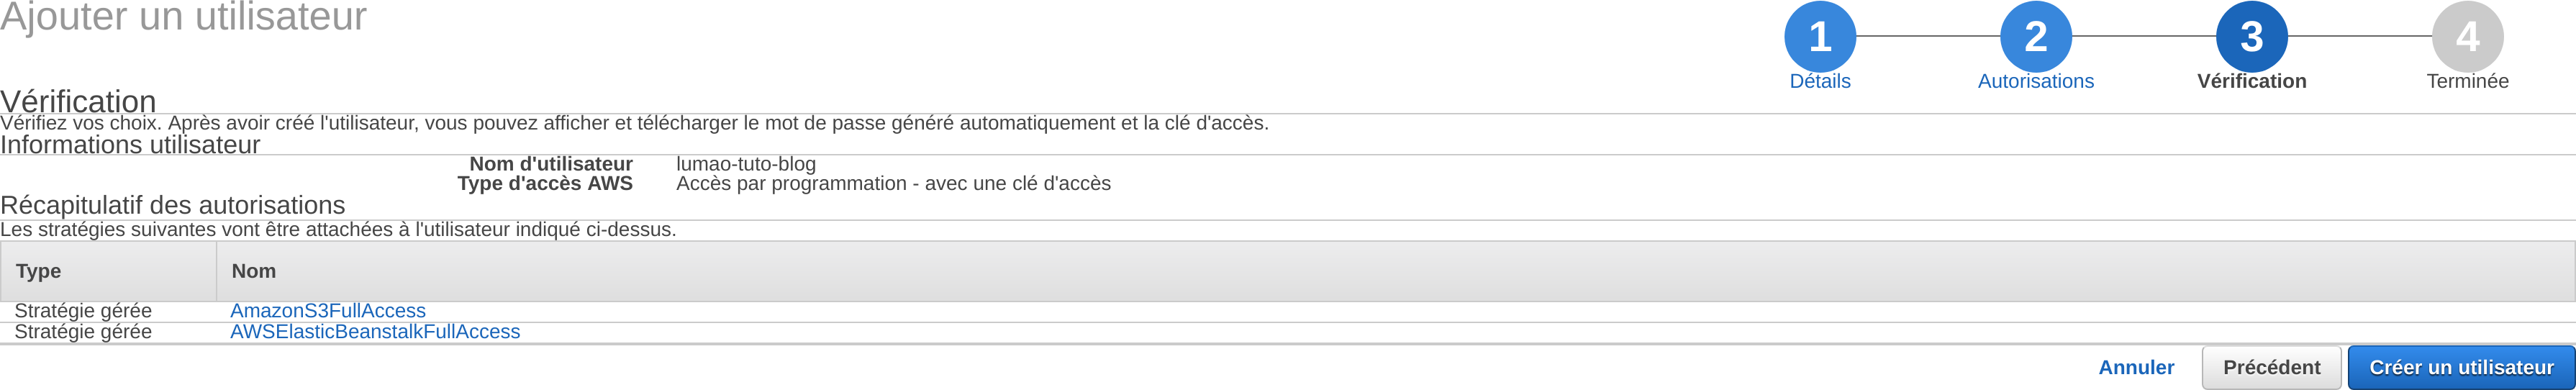 Ajouter un utilisateur
1 2 3 4
Détails Autorisations Vérification Terminée
Vérification
Vérifiez vos choix. Après avoir créé l'utilisateur, vous pouvez afficher et télécharger le mot de passe généré automatiquement et la clé d'accès.
Informations utilisateur
Nom d'utilisateur lumao-tuto-blog
Type d'accès AWS Accès par programmation - avec une clé d'accès
Récapitulatif des autorisations
Les stratégies suivantes vont être attachées à l'utilisateur indiqué ci-dessus.
Type Nom
Stratégie gérée AmazonS3FullAccess
Stratégie gérée AWSElasticBeanstalkFullAccess
Annuler Précédent Créer un utilisateur